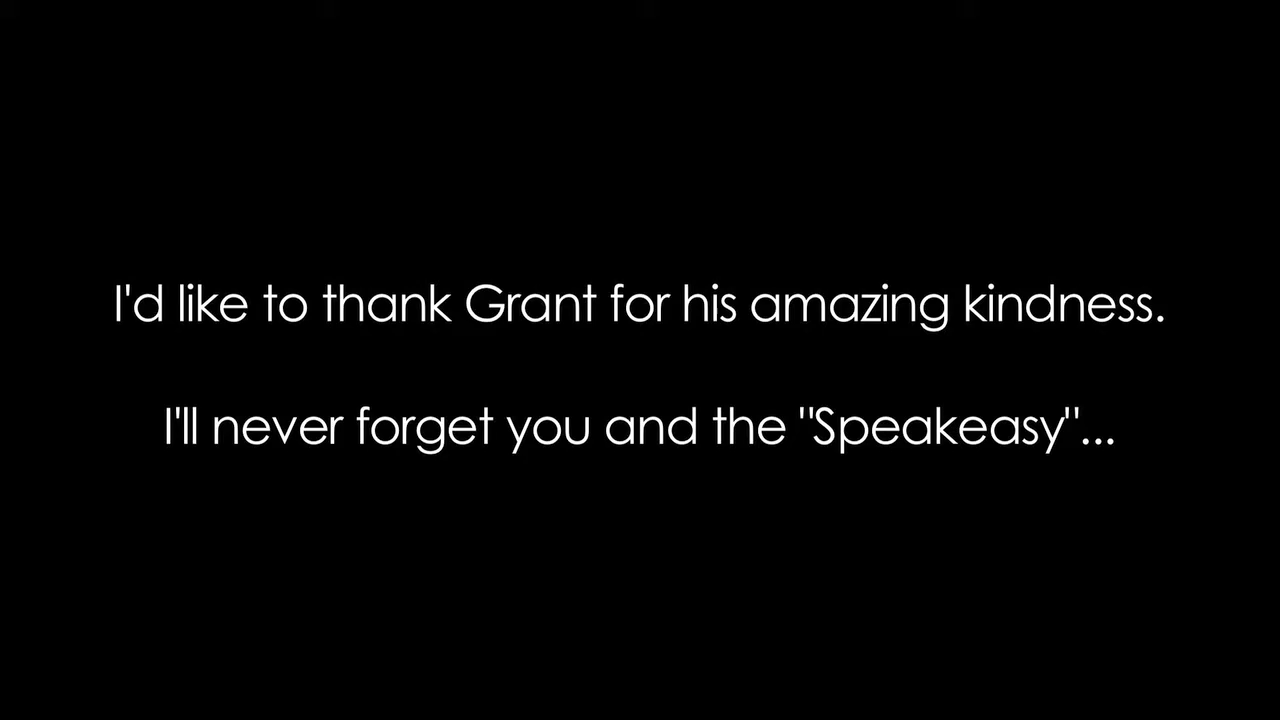 I'd like to thank Grant for his amazing kindness.
I'll never forget you and the "Speakeasy"...